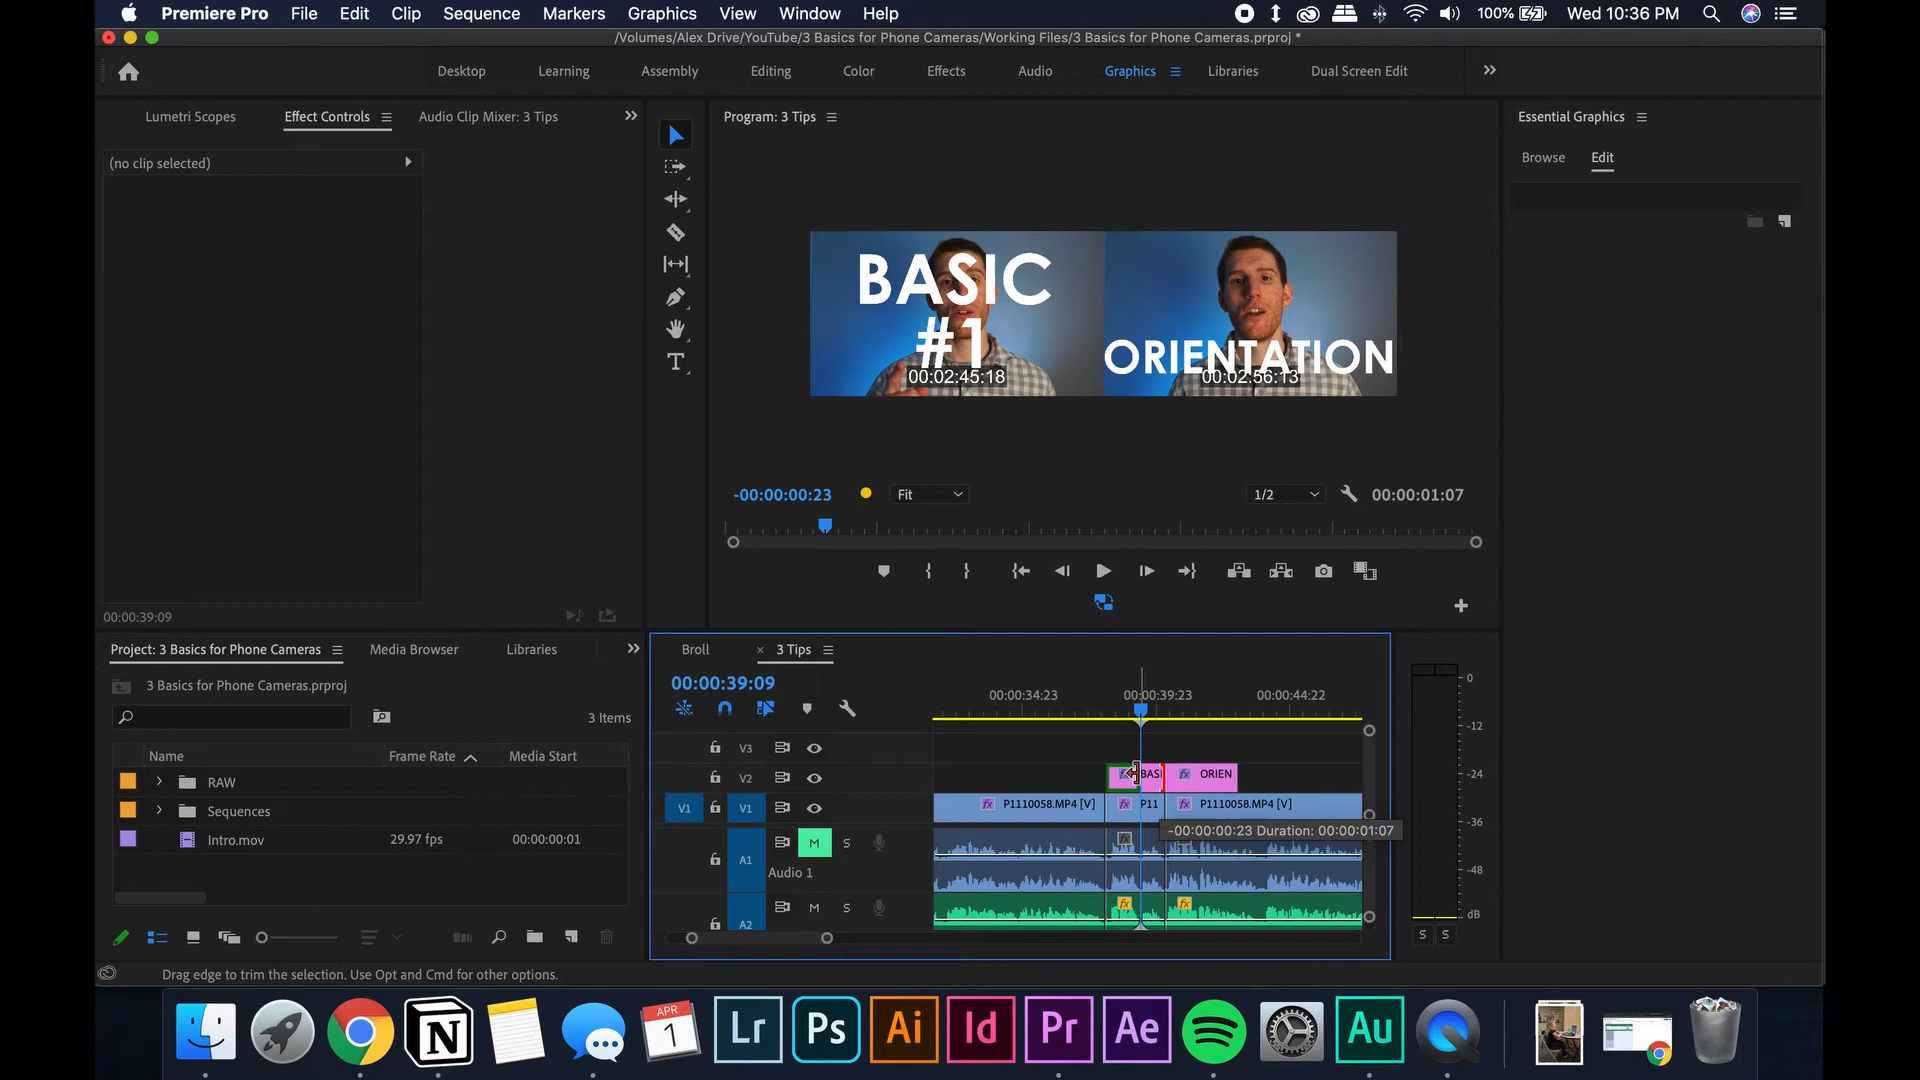 Premiere Pro File Edit Clip Sequence Markers Graphics View Window Help 100% Wed 10:36 PM
/Volumes/Alex Drive/YouTube/3 Basics for Phone Cameras/Working Files/3 Basics for Phone Cameras.prproj *
Desktop Learning Assembly Editing Color Effects Audio Graphics Libraries Dual Screen Edit
Lumetri Scopes Effect Controls Audio Clip Mixer: 3 Tips
(no clip selected)
00:00:39:09
Program: 3 Tips
BASIC
#1
00:02:45:18
ORIENTATION
00:02:56:13
-00:00:00:23 Fit 1/2 00:00:01:07
Essential Graphics
Browse Edit
Project: 3 Basics for Phone Cameras Media Browser Libraries
3 Basics for Phone Cameras.prproj
3 Items
Name Frame Rate Media Start
RAW
Sequences
Intro.mov 29.97 fps 00:00:00:01
Broll × 3 Tips
00:00:39:09
00:00:34:23 00:00:39:23 00:00:44:22
V3
V2 fx BASI fx ORIEN
V1 V1 fx P1110058.MP4 [V] fx P11 fx P1110058.MP4 [V]
-00:00:00:23 Duration: 00:00:01:07
A1 M S fx
Audio 1
A2 M S fx fx
0
-12
-24
-36
-48
dB
S S
Drag edge to trim the selection. Use Opt and Cmd for other options.
N APR 1 Lr Ps Ai Id Pr Ae Au